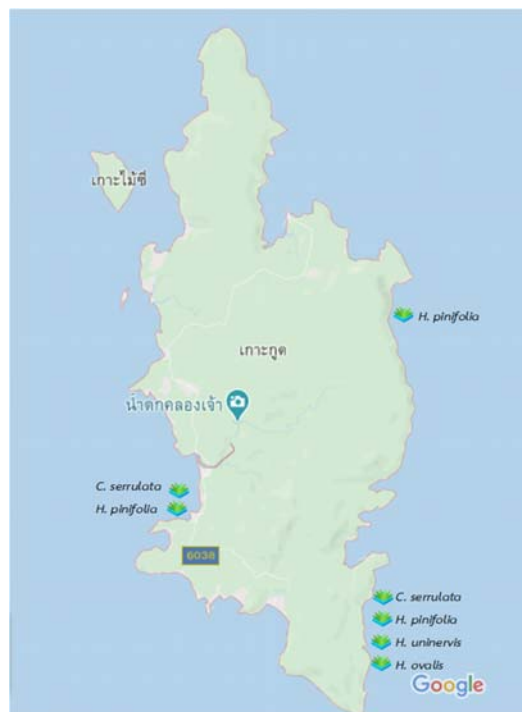 เกาะไม้ซี้
H. pinifolia
เกาะกูด
น้ำตกคลองเจ้า
C. serrulata
H. pinifolia
6038
C. serrulata
H. pinifolia
H. uninervis
H. ovalis
Google